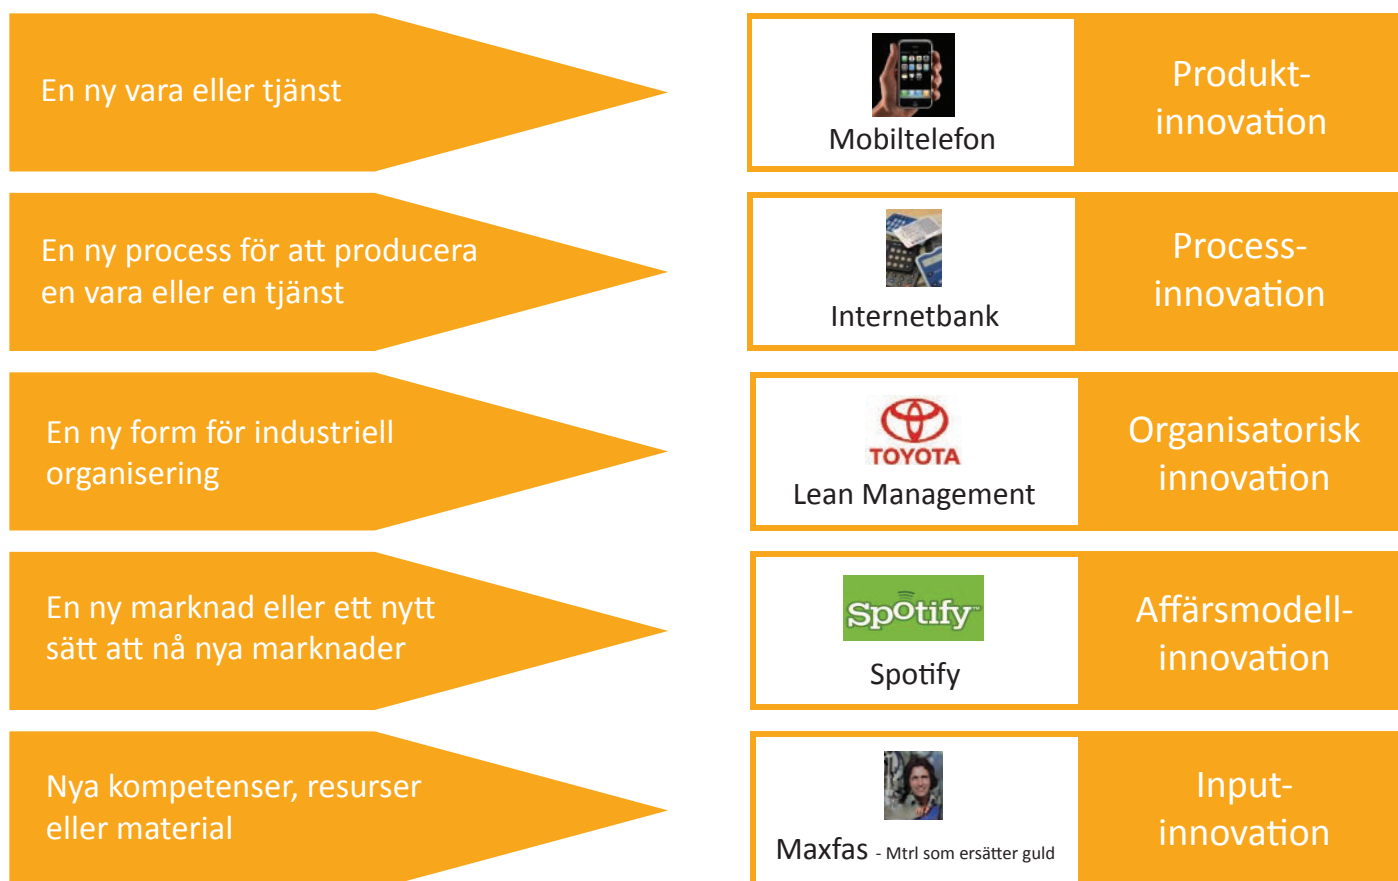 En ny vara eller tjänst
Mobiltelefon
Produkt-
innovation
En ny process för att producera
en vara eller en tjänst
Internetbank
Process-
innovation
En ny form för industriell
organisering
TOYOTA
Lean Management
Organisatorisk
innovation
En ny marknad eller ett nytt
sätt att nå nya marknader
Spotify™
Spotify
Affärsmodell-
innovation
Nya kompetenser, resurser
eller material
Maxfas - Mtrl som ersätter guld
Input-
innovation